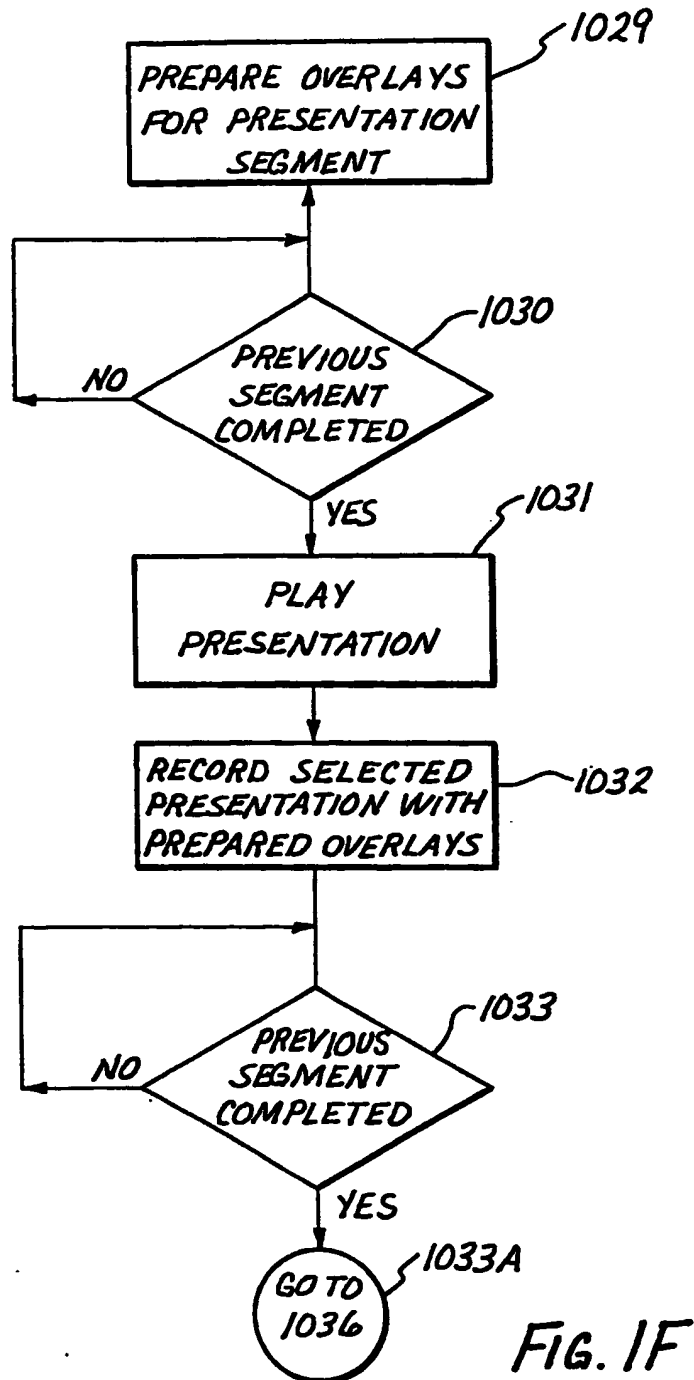 1029
PREPARE OVERLAYS
FOR PRESENTATION
SEGMENT
1030
PREVIOUS
SEGMENT
COMPLETED
NO
YES
1031
PLAY
PRESENTATION
RECORD SELECTED
PRESENTATION WITH
PREPARED OVERLAYS
1032
1033
PREVIOUS
SEGMENT
COMPLETED
NO
YES
1033A
GO TO
1036
FIG. 1F